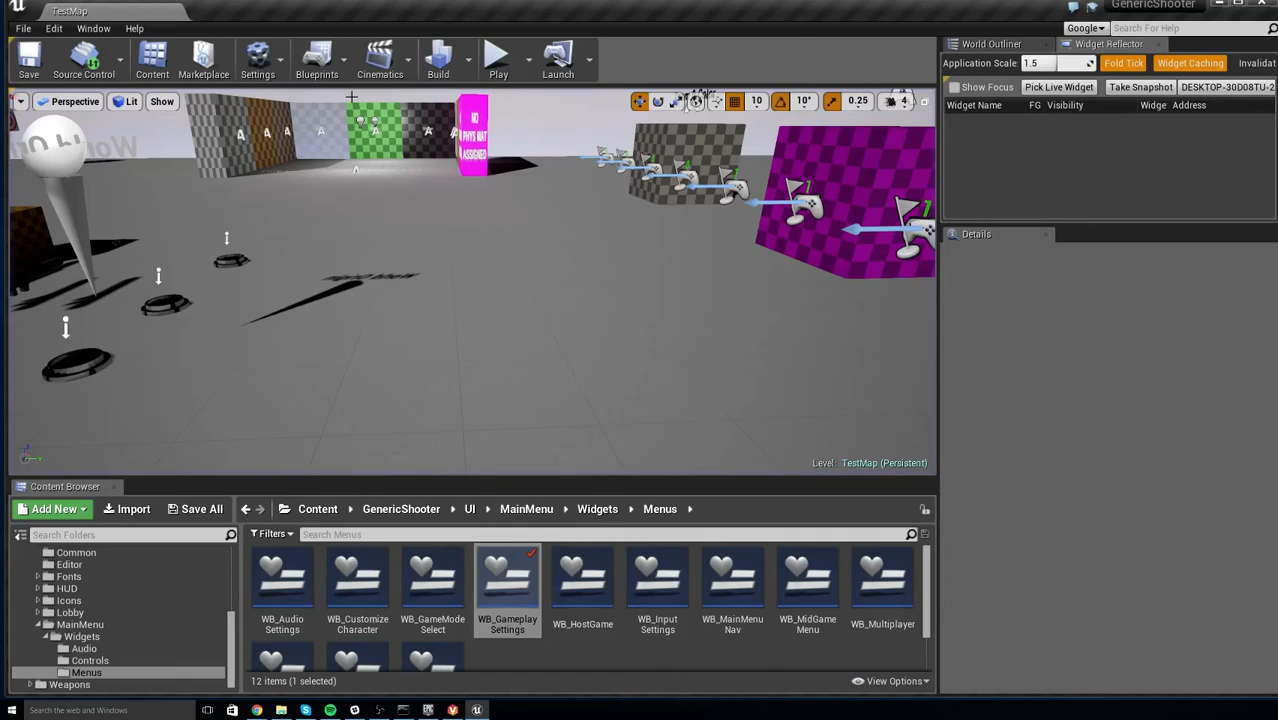 TestMap
GenericShooter
File Edit Window Help
Google
Search For Help
Save
Source Control
Content
Marketplace
Settings
Blueprints
Cinematics
Build
Play
Launch
World Outliner
Widget Reflector
Application Scale: 1.5
Fold Tick
Widget Caching
Invalidat
Show Focus
Pick Live Widget
Take Snapshot
DESKTOP-30D08TU-2
Widget Name FG Visibility Widge Address
Perspective
Lit
Show
10
10°
0.25
4
NO
PHYS MAT
ASSIGNED
Details
Level: TestMap (Persistent)
Content Browser
Add New
Import
Save All
Content
GenericShooter
UI
MainMenu
Widgets
Menus
Search Folders
Filters
Search Menus
Common
Editor
Fonts
HUD
Icons
Lobby
MainMenu
Widgets
Audio
Controls
Menus
Weapons
WB_Audio
Settings
WB_Customize
Character
WB_GameMode
Select
WB_Gameplay
Settings
WB_HostGame
WB_Input
Settings
WB_MainMenu
Nav
WB_MidGame
Menu
WB_Multiplayer
12 items (1 selected)
View Options
Search the web and Windows